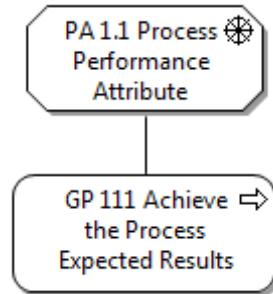 PA 1.1 Process
Performance
Attribute
GP 111 Achieve
the Process
Expected Results